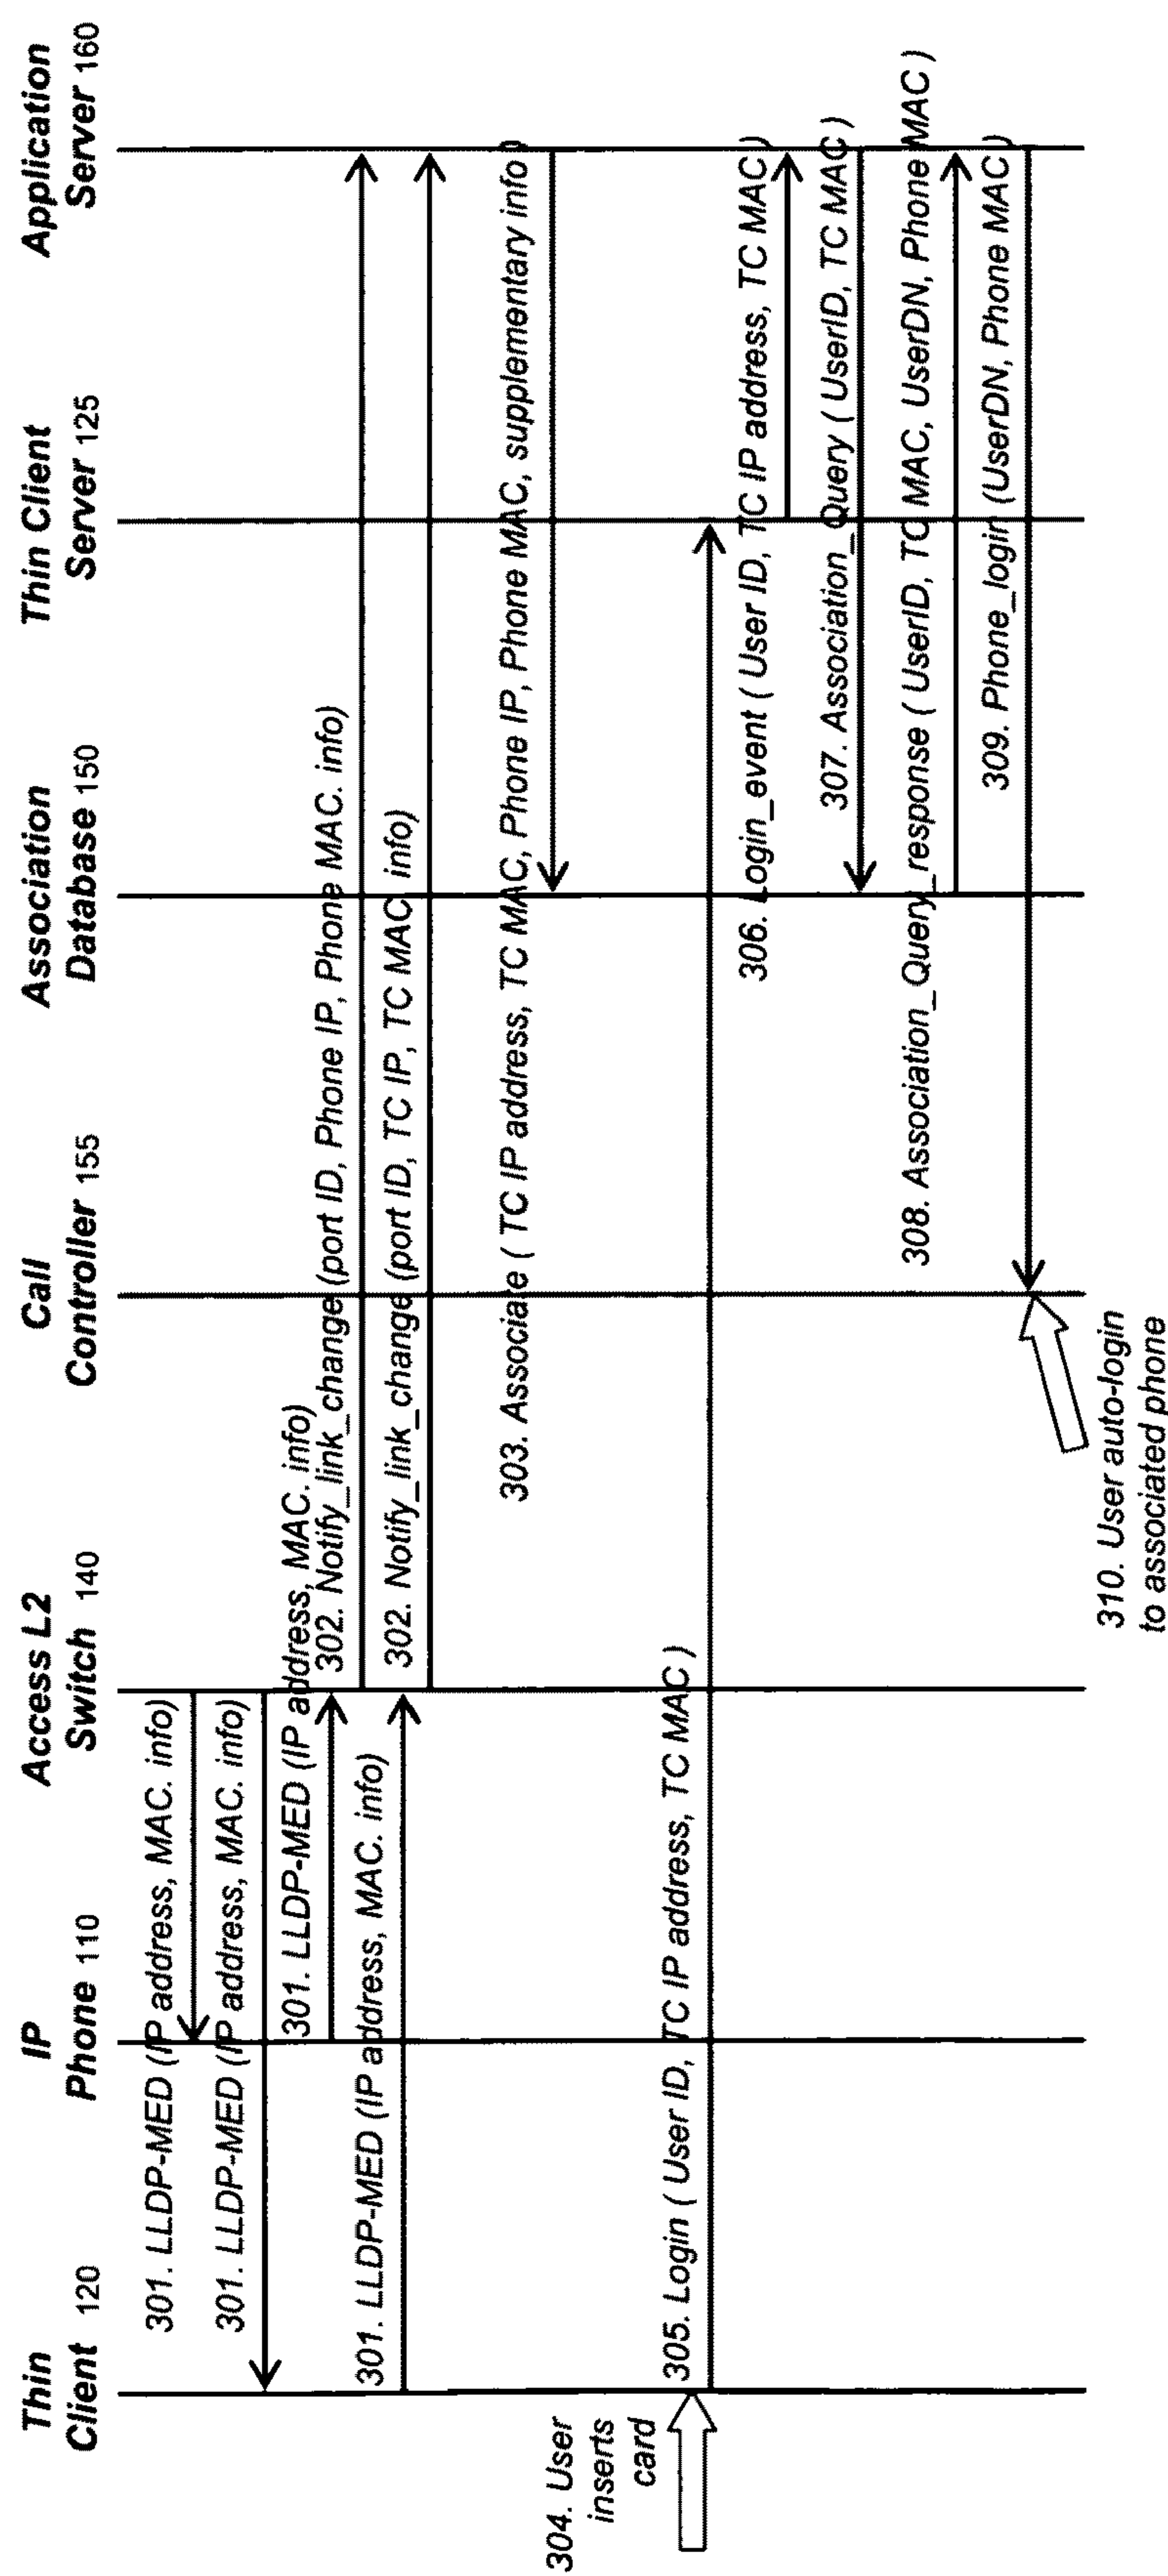 Thin
Client 120
IP
Phone 110
Access L2
Switch 140
Call
Controller 155
Association
Database 150
Thin Client
Server 125
Application
Server 160
301. LLDP-MED (IP address, MAC. info)
301. LLDP-MED (IP address, MAC. info)
301. LLDP-MED (IP address, MAC. info)
302. Notify_link_change (port ID, Phone IP, Phone MAC. info)
301. LLDP-MED (IP address, MAC. info)
302. Notify_link_change (port ID, TC IP, TC MAC info)
303. Associate ( TC IP address, TC MAC, Phone IP, Phone MAC, supplementary info )
304. User
inserts
card
305. Login ( User ID, TC IP address, TC MAC )
306. Login_event ( User ID, TC IP address, TC MAC )
307. Association_Query ( UserID, TC MAC )
308. Association_Query_response ( UserID, TC MAC, UserDN, Phone MAC )
309. Phone_login (UserDN, Phone MAC )
310. User auto-login
to associated phone